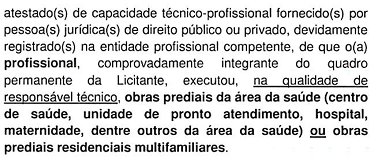 atestado(s) de capacidade técnico-profissional fornecido(s) por
pessoa(s) jurídica(s) de direito público ou privado, devidamente
registrado(s) na entidade profissional competente, de que o(a)
profissional, comprovadamente integrante do quadro
permanente da Licitante, executou, na qualidade de
responsável técnico, obras prediais da área da saúde (centro
de saúde, unidade de pronto atendimento, hospital,
maternidade, dentre outros da área da saúde) ou obras
prediais residenciais multifamiliares.